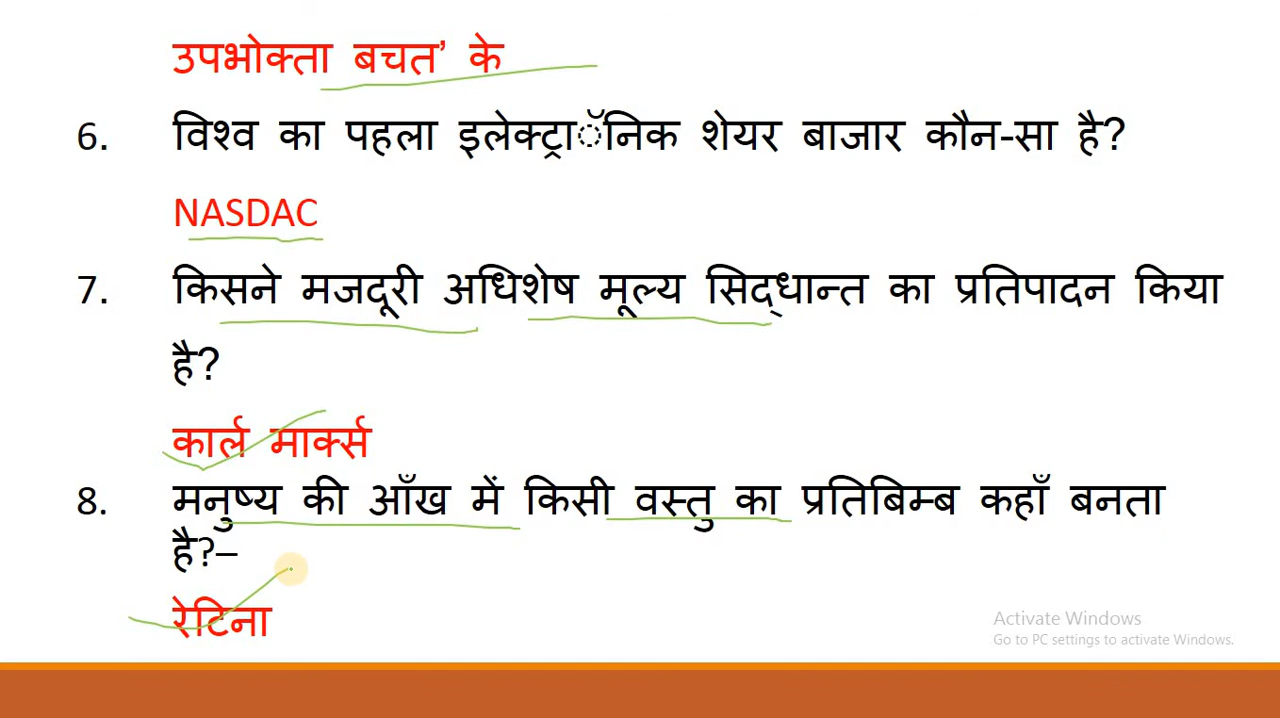 उपभोक्ता बचत’ के
6. विश्व का पहला इलेक्ट्राॅनिक शेयर बाजार कौन-सा है?
NASDAC
7. किसने मजदूरी अधिशेष मूल्य सिद्धान्त का प्रतिपादन किया
है?
कार्ल मार्क्स
8. मनुष्य की आँख में किसी वस्तु का प्रतिबिम्ब कहाँ बनता
है?–
रेटिना
Activate Windows
Go to PC settings to activate Windows.